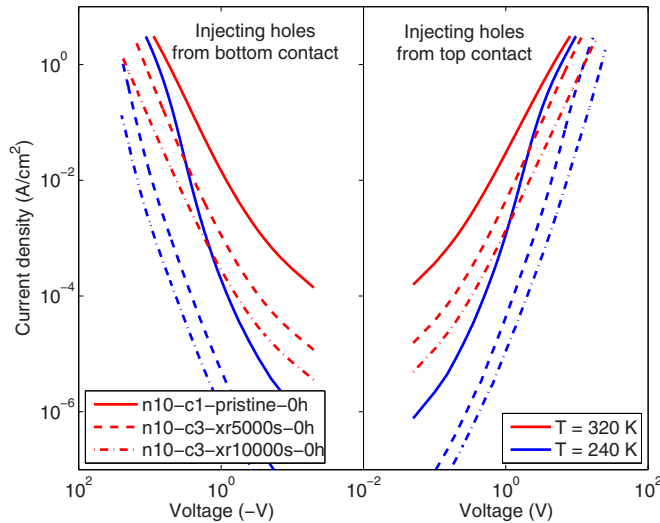 Injecting holes
from bottom contact
Injecting holes
from top contact
Current density (A/cm²)
10⁰
10⁻²
10⁻⁴
10⁻⁶
n10-c1-pristine-0h
n10-c3-xr5000s-0h
n10-c3-xr10000s-0h
T = 320 K
T = 240 K
10²
10⁰
10⁻²
10⁰
10²
Voltage (-V)
Voltage (V)